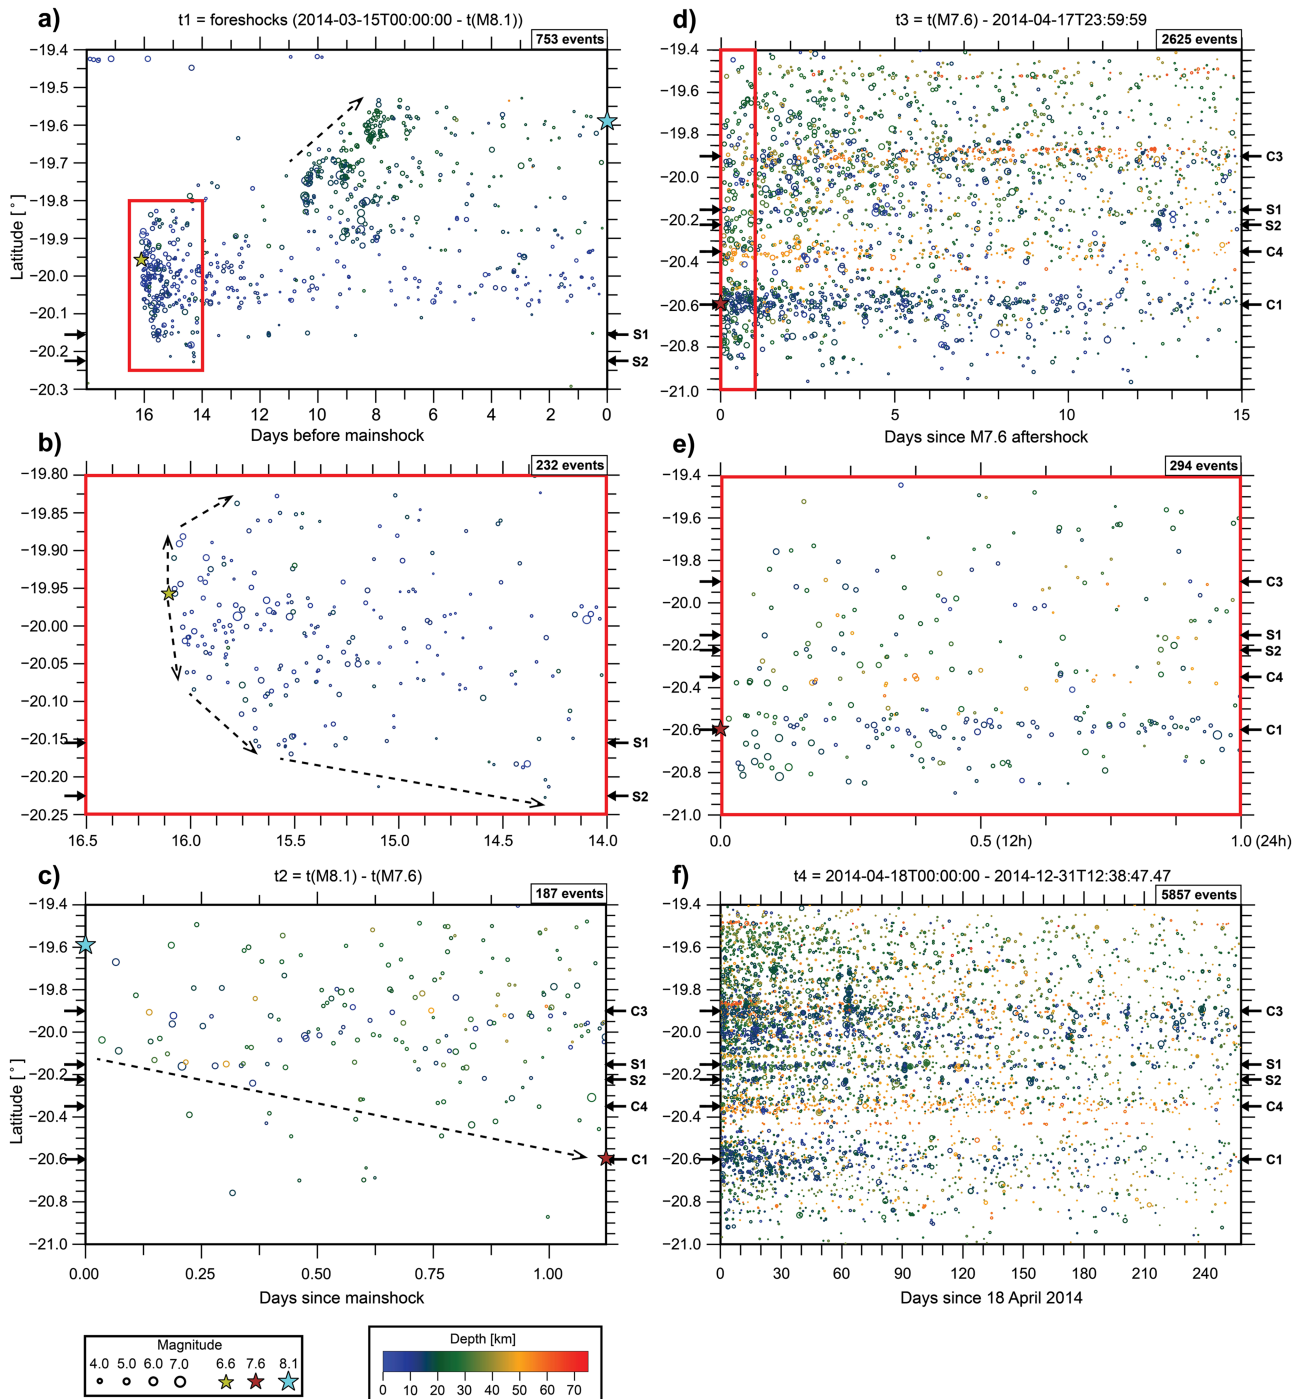 a)
t1 = foreshocks (2014-03-15T00:00:00 - t(M8.1))
753 events
−19.4
−19.5
−19.6
−19.7
−19.8
−19.9
−20.0
−20.1
−20.2
−20.3
Latitude [ ° ]
S1
S2
16 14 12 10 8 6 4 2 0
Days before mainshock
b)
232 events
−19.80
−19.85
−19.90
−19.95
−20.00
−20.05
−20.10
−20.15
−20.20
−20.25
S1
S2
16.5 16.0 15.5 15.0 14.5 14.0
c)
t2 = t(M8.1) - t(M7.6)
187 events
−19.4
−19.6
−19.8
−20.0
−20.2
−20.4
−20.6
−20.8
−21.0
Latitude [ ° ]
C3
S1
S2
C4
C1
0.00 0.25 0.50 0.75 1.00
Days since mainshock
d)
t3 = t(M7.6) - 2014-04-17T23:59:59
2625 events
−19.4
−19.6
−19.8
−20.0
−20.2
−20.4
−20.6
−20.8
−21.0
C3
S1
S2
C4
C1
0 5 10 15
Days since M7.6 aftershock
e)
294 events
−19.4
−19.6
−19.8
−20.0
−20.2
−20.4
−20.6
−20.8
−21.0
C3
S1
S2
C4
C1
0.0 0.5 (12h) 1.0 (24h)
f)
t4 = 2014-04-18T00:00:00 - 2014-12-31T12:38:47.47
5857 events
−19.4
−19.6
−19.8
−20.0
−20.2
−20.4
−20.6
−20.8
−21.0
C3
S1
S2
C4
C1
0 30 60 90 120 150 180 210 240
Days since 18 April 2014
Magnitude
4.0 5.0 6.0 7.0 6.6 7.6 8.1
Depth [km]
0 10 20 30 40 50 60 70